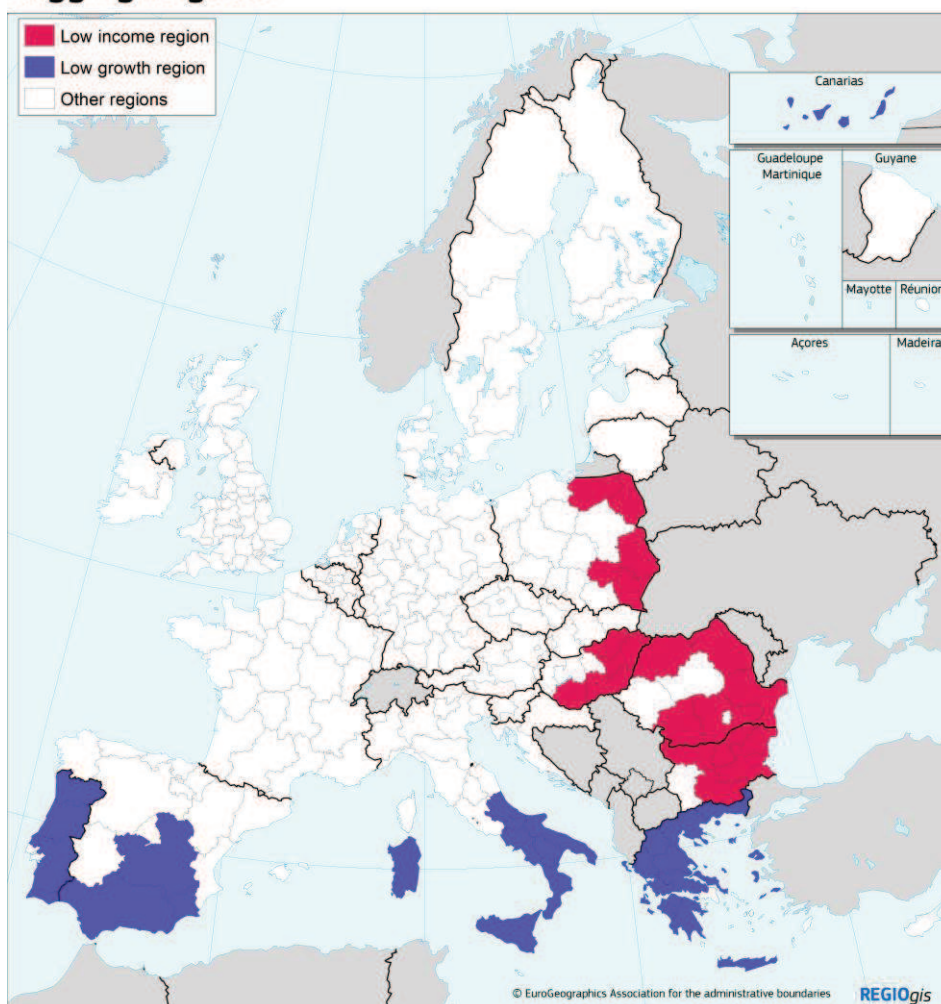 Low income region
Low growth region
Other regions
Canarias
Guadeloupe
Martinique
Guyane
Mayotte
Réunion
Açores
Madeira
© EuroGeographics Association for the administrative boundaries
REGIOgis